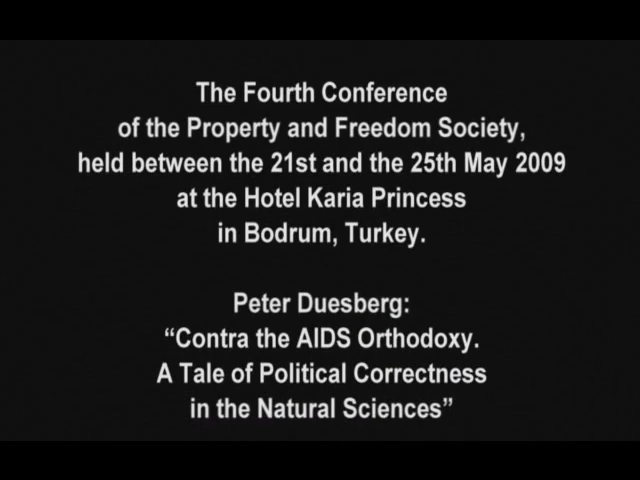 The Fourth Conference
of the Property and Freedom Society,
held between the 21st and the 25th May 2009
at the Hotel Karia Princess
in Bodrum, Turkey.
Peter Duesberg:
“Contra the AIDS Orthodoxy.
A Tale of Political Correctness
in the Natural Sciences”